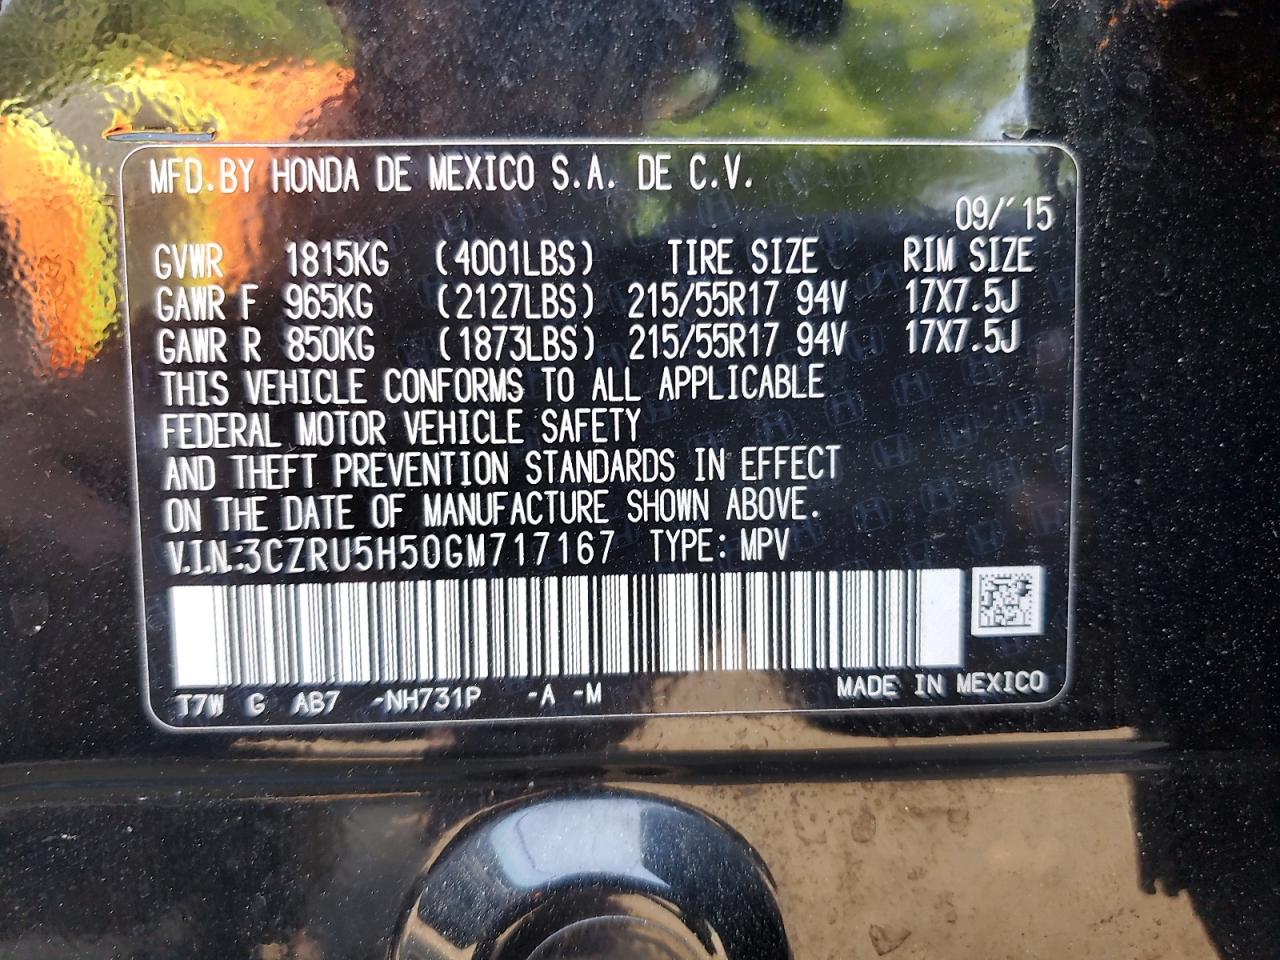 MFD.BY HONDA DE MEXICO S.A. DE C.V.
09/'15
GVWR 1815KG (4001LBS) TIRE SIZE RIM SIZE
GAWR F 965KG (2127LBS) 215/55R17 94V 17X7.5J
GAWR R 850KG (1873LBS) 215/55R17 94V 17X7.5J
THIS VEHICLE CONFORMS TO ALL APPLICABLE
FEDERAL MOTOR VEHICLE SAFETY
AND THEFT PREVENTION STANDARDS IN EFFECT
ON THE DATE OF MANUFACTURE SHOWN ABOVE.
V.I.N.:3CZRU5H50GM717167 TYPE: MPV
T7W G AB7 -NH731P -A -M MADE IN MEXICO